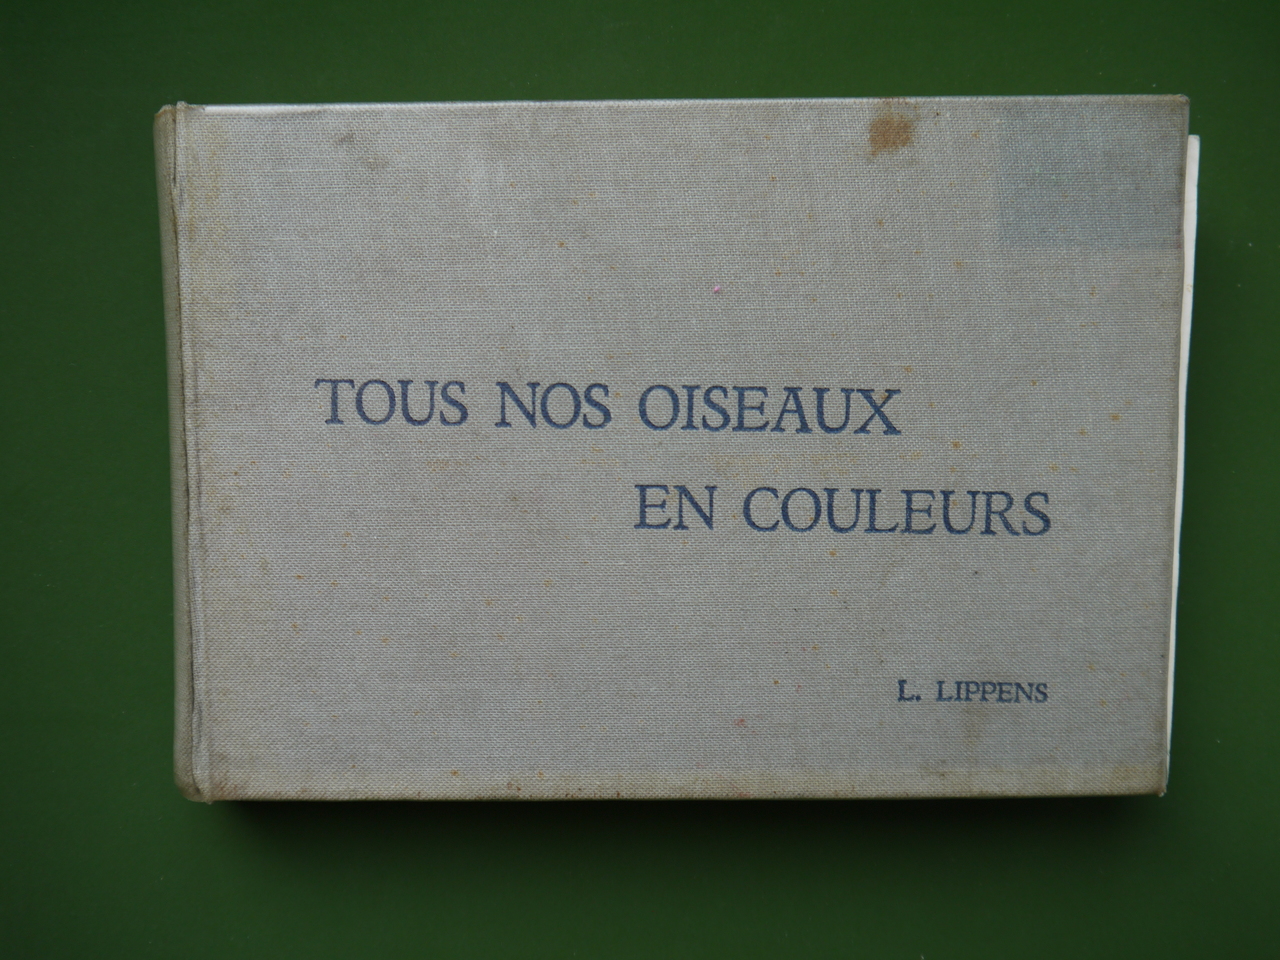 TOUS NOS OISEAUX
EN COULEURS
L. LIPPENS